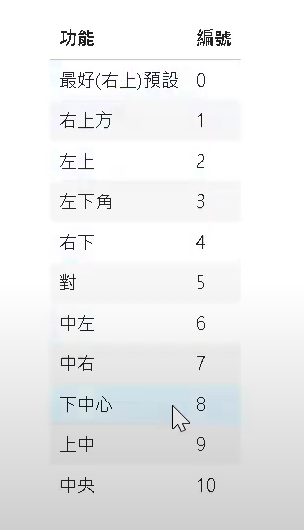 功能 編號
最好(右上)預設 0
右上方 1
左上 2
左下角 3
右下 4
對 5
中左 6
中右 7
下中心 8
上中 9
中央 10